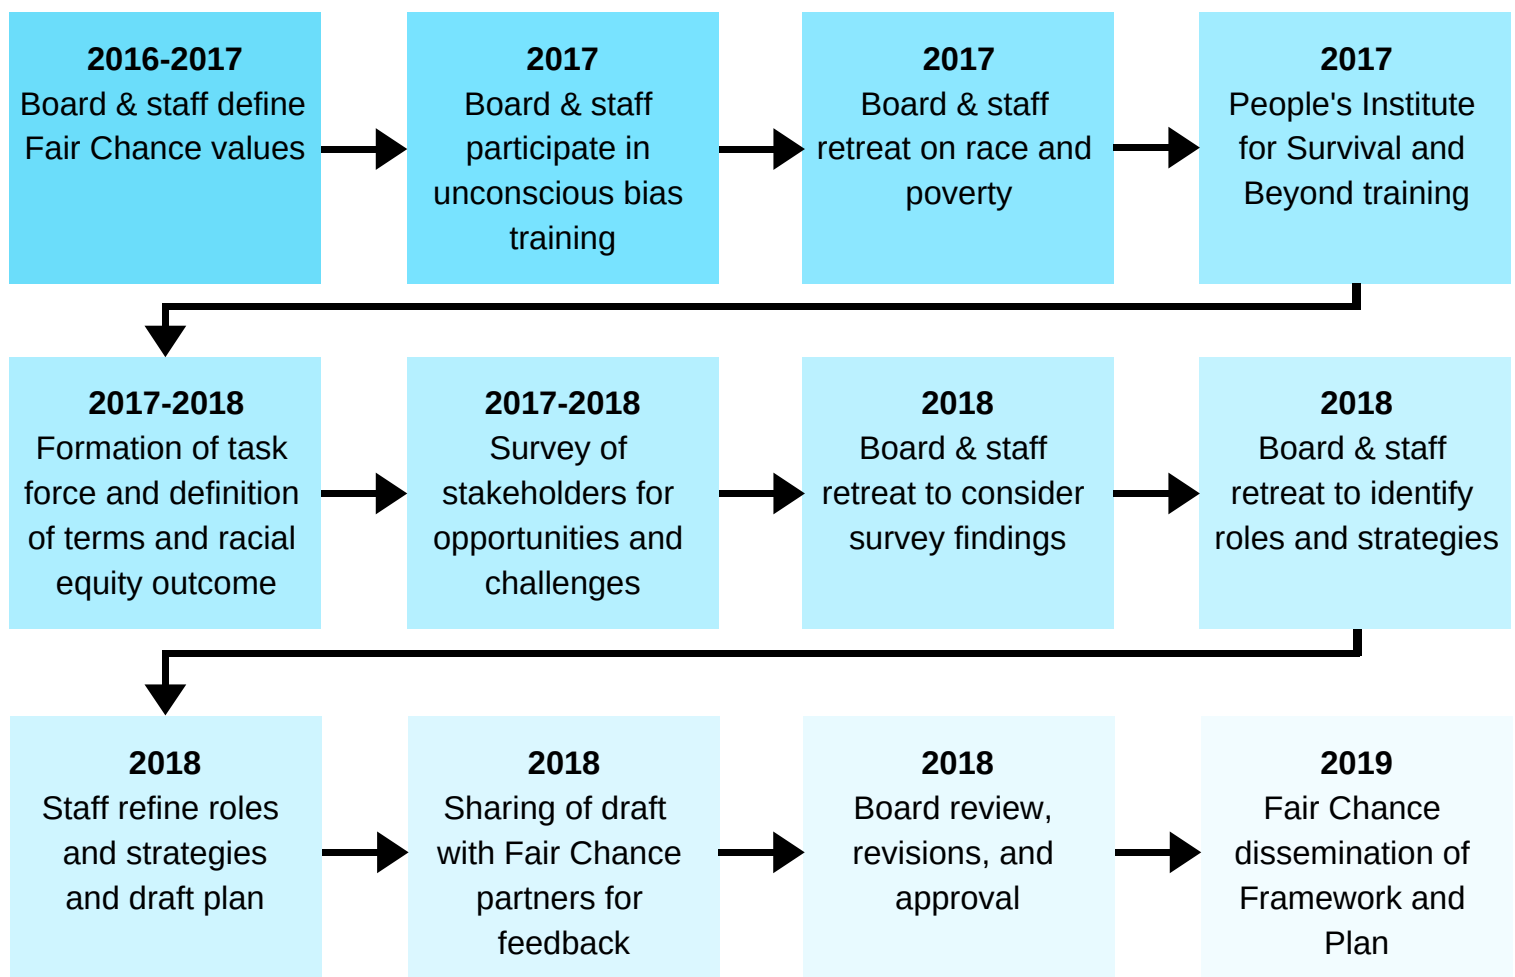 2016-2017
Board & staff define
Fair Chance values
2017
Board & staff
participate in
unconscious bias
training
2017
Board & staff
retreat on race and
poverty
2017
People's Institute
for Survival and
Beyond training
2017-2018
Formation of task
force and definition
of terms and racial
equity outcome
2017-2018
Survey of
stakeholders for
opportunities and
challenges
2018
Board & staff
retreat to consider
survey findings
2018
Board & staff
retreat to identify
roles and strategies
2018
Staff refine roles
and strategies
and draft plan
2018
Sharing of draft
with Fair Chance
partners for
feedback
2018
Board review,
revisions, and
approval
2019
Fair Chance
dissemination of
Framework and
Plan